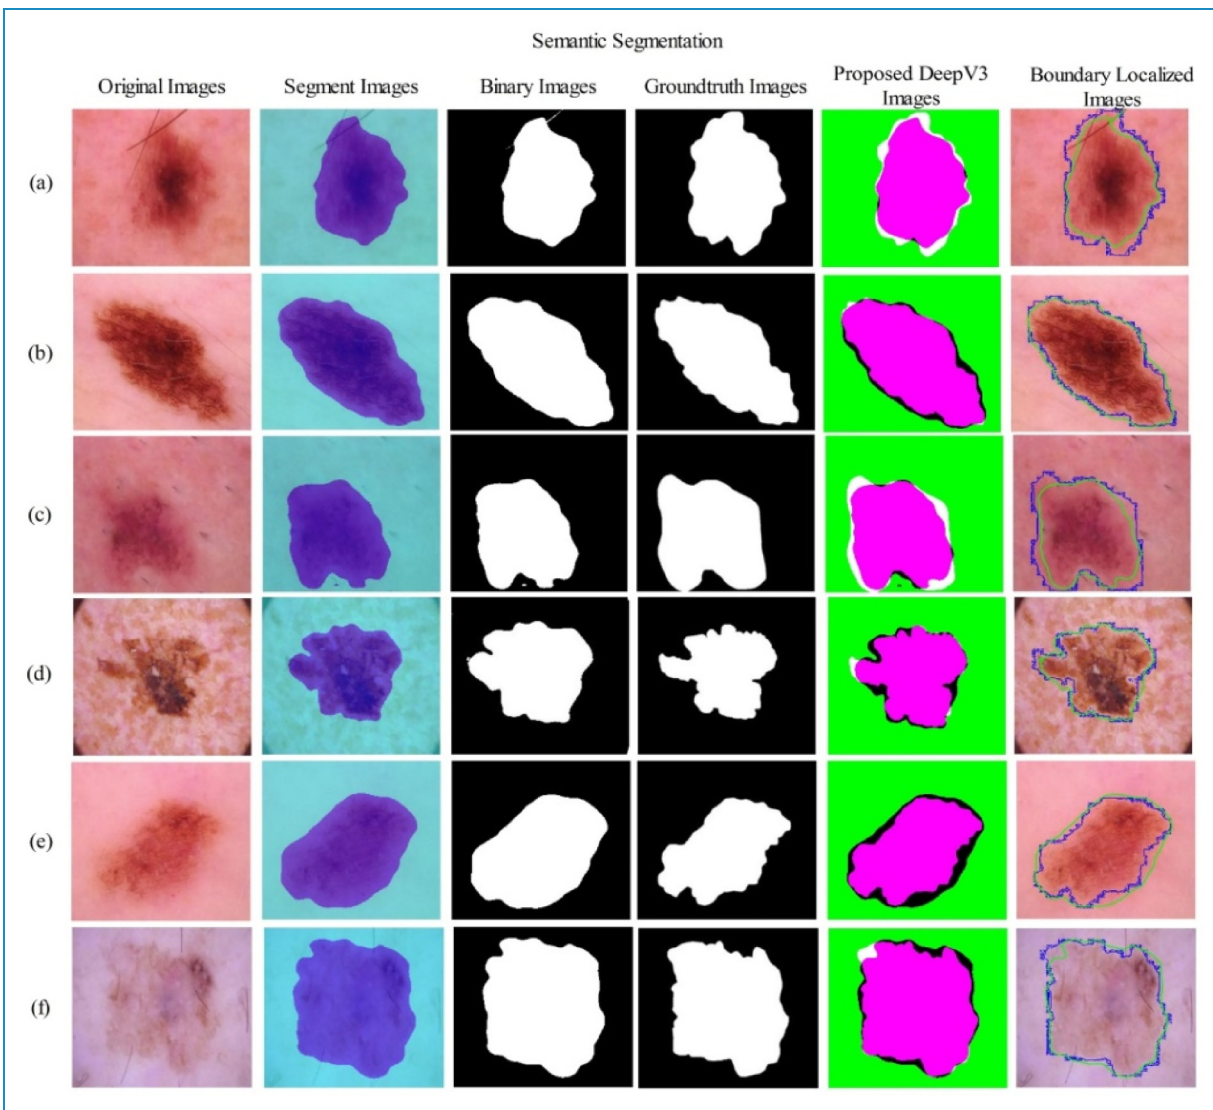 Semantic Segmentation
Original Images
Segment Images
Binary Images
Groundtruth Images
Proposed DeepV3
Images
Boundary Localized
Images
(a)
(b)
(c)
(d)
(e)
(f)